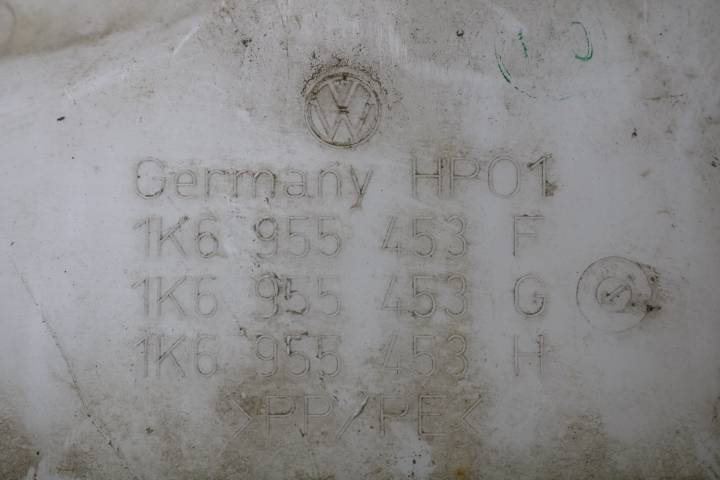 Germany HP01
1K6 955 453 F
1K6 955 453 G
1K6 955 453 H
>PP/PE<